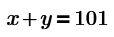 x + y = 101